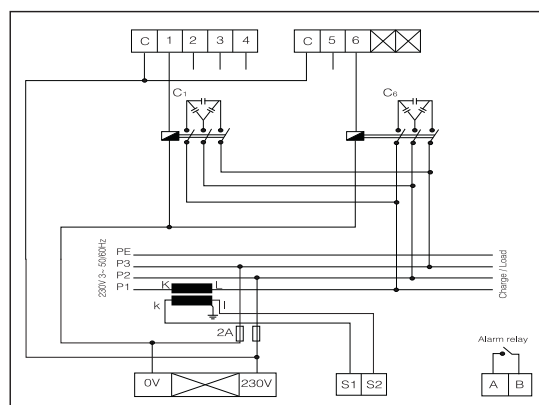 C 1 2 3 4
C 5 6
C1
C6
230V 3~ 50/60Hz
PE
P3
P2
P1
K L
k l
Charge / Load
2A
0V 230V
S1 S2
Alarm relay
A B